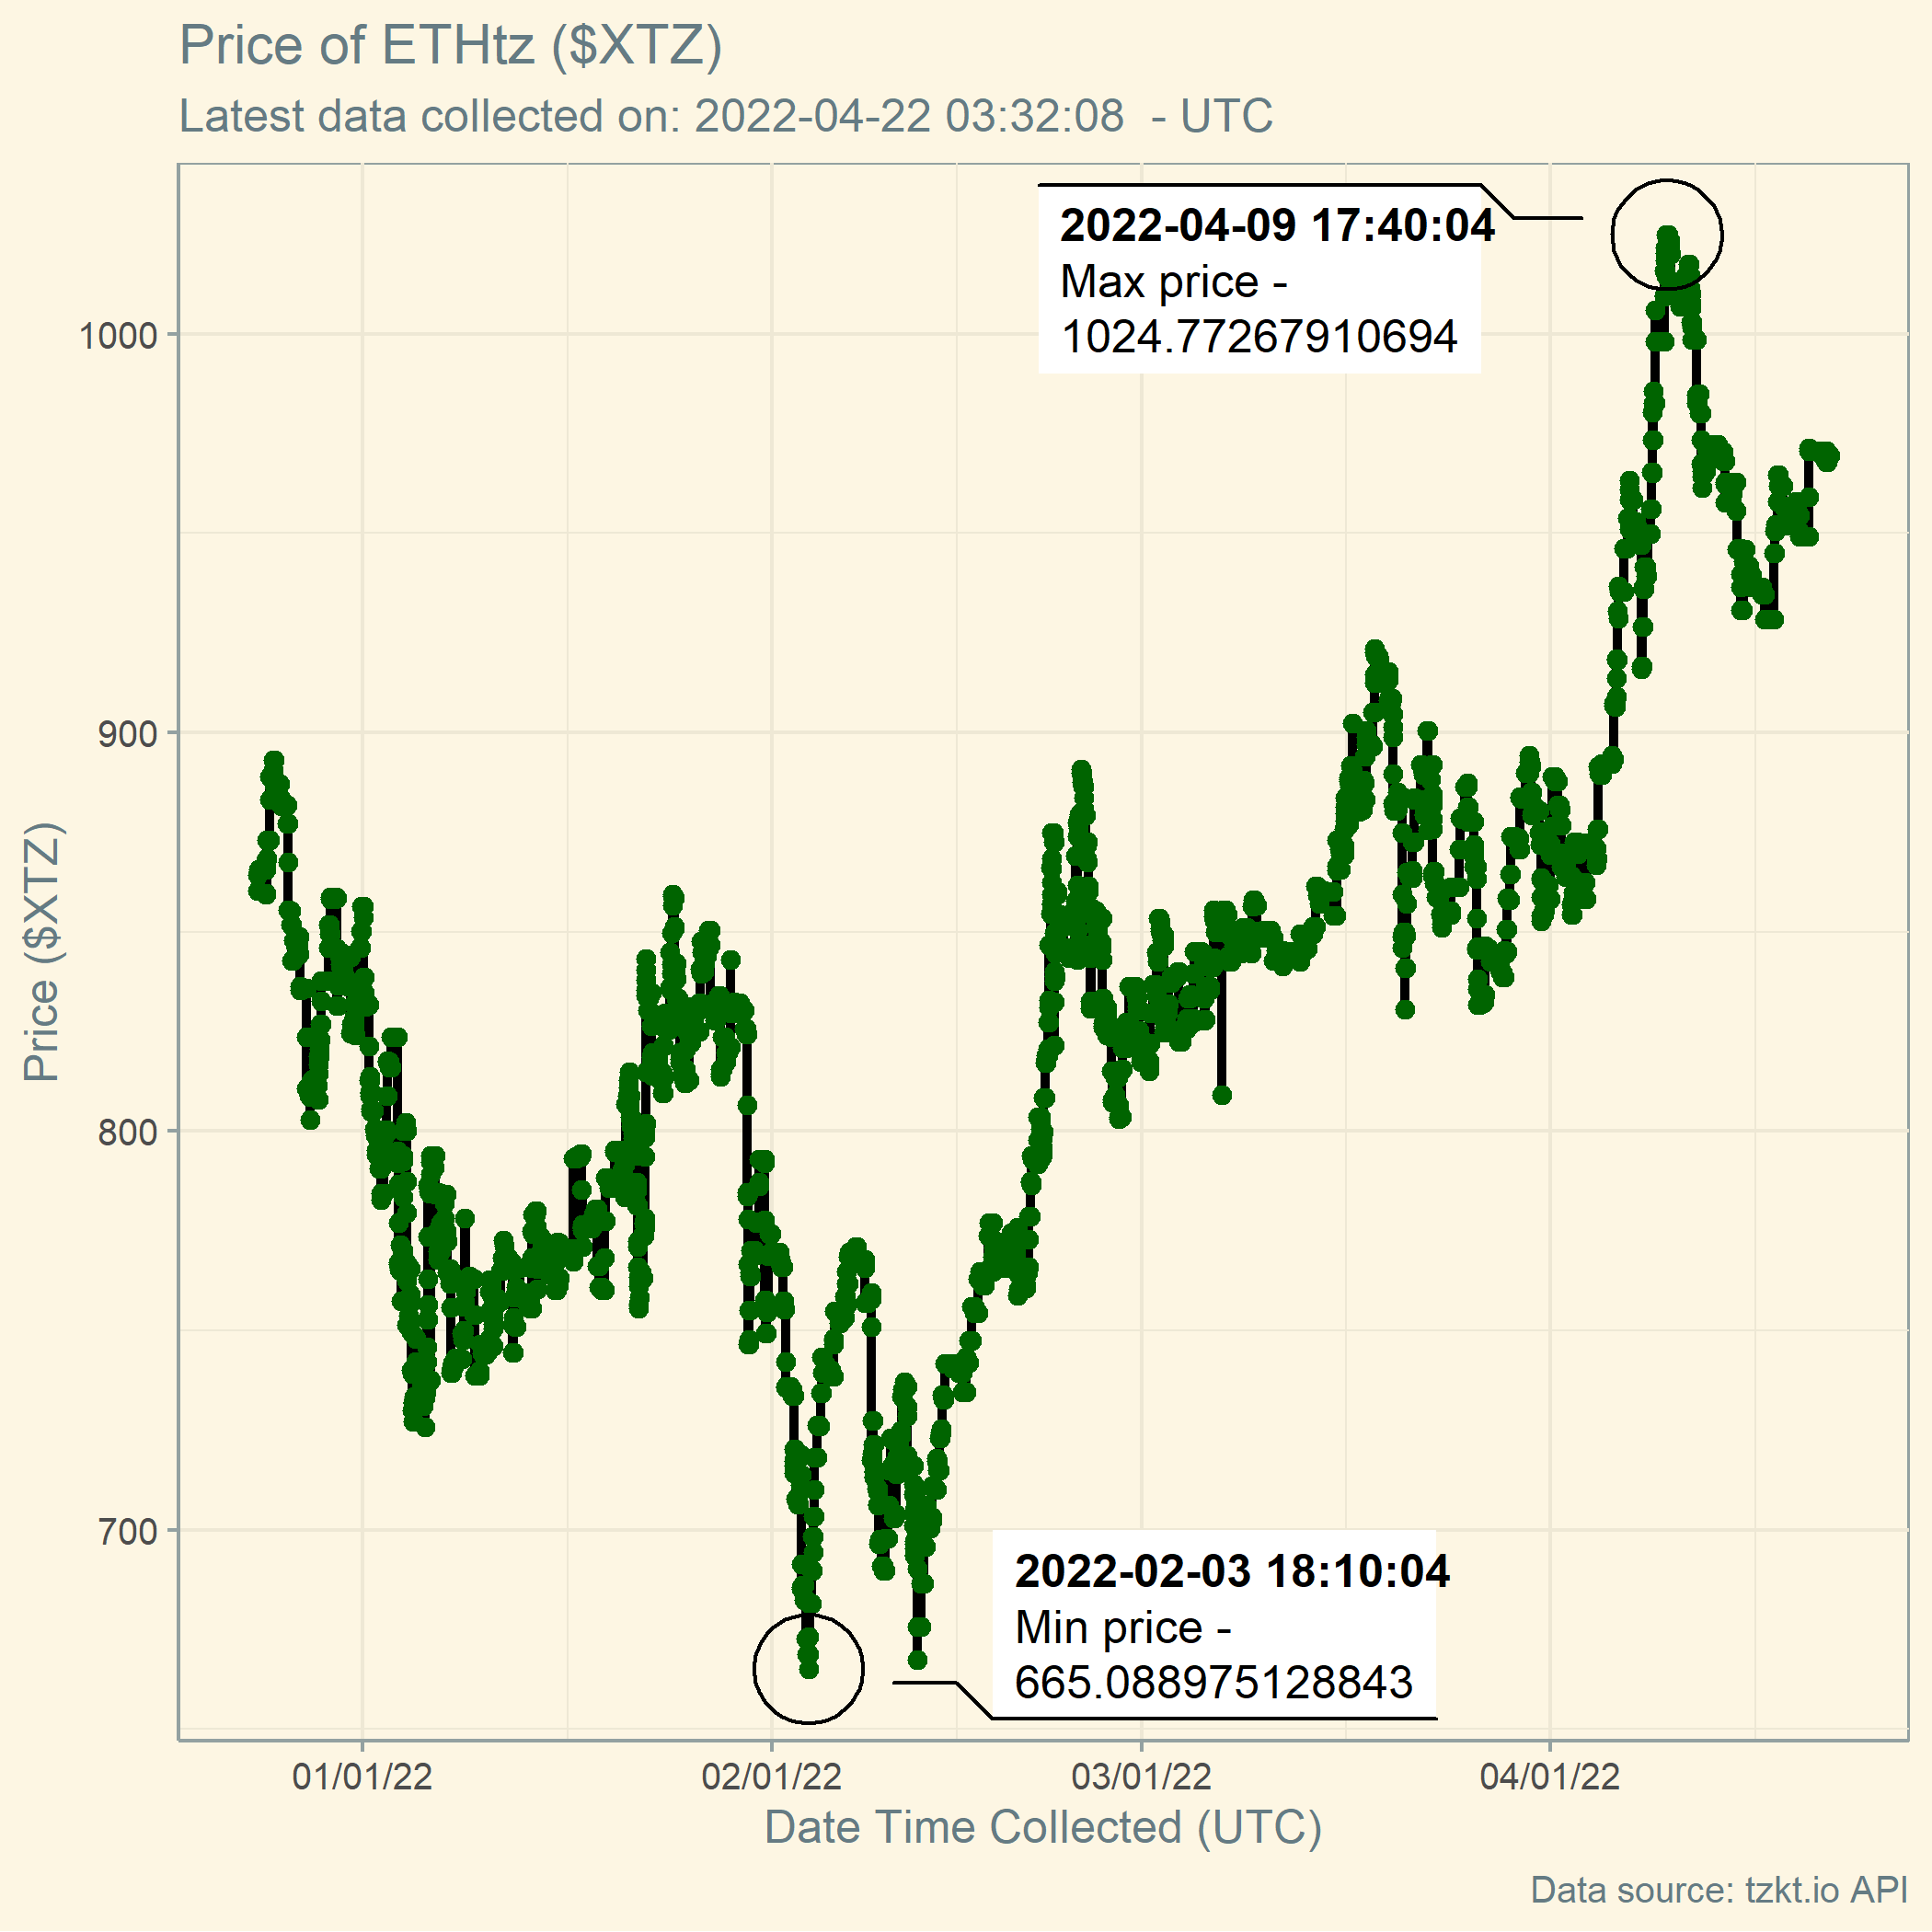 Price of ETHtz ($XTZ)
Latest data collected on: 2022-04-22 03:32:08  - UTC
2022-04-09 17:40:04
Max price -
1024.77267910694
1000
900
800
700
Price ($XTZ)
2022-02-03 18:10:04
Min price -
665.088975128843
01/01/22
02/01/22
03/01/22
04/01/22
Date Time Collected (UTC)
Data source: tzkt.io API